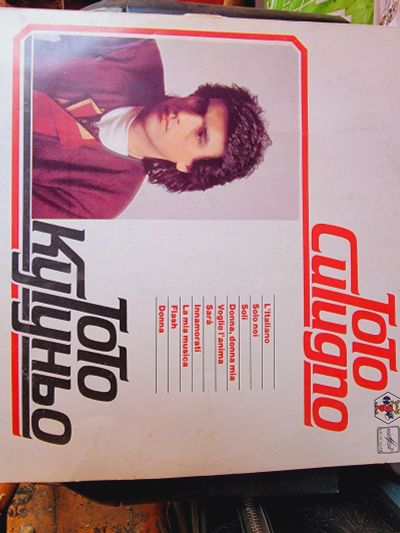 Toto
Cutugno
L'Italiano
Solo noi
Soli
Donna, donna mia
Voglio l'anima
Sarà
Innamorati
La mia musica
Flash
Donna
Тото
Кутуньо